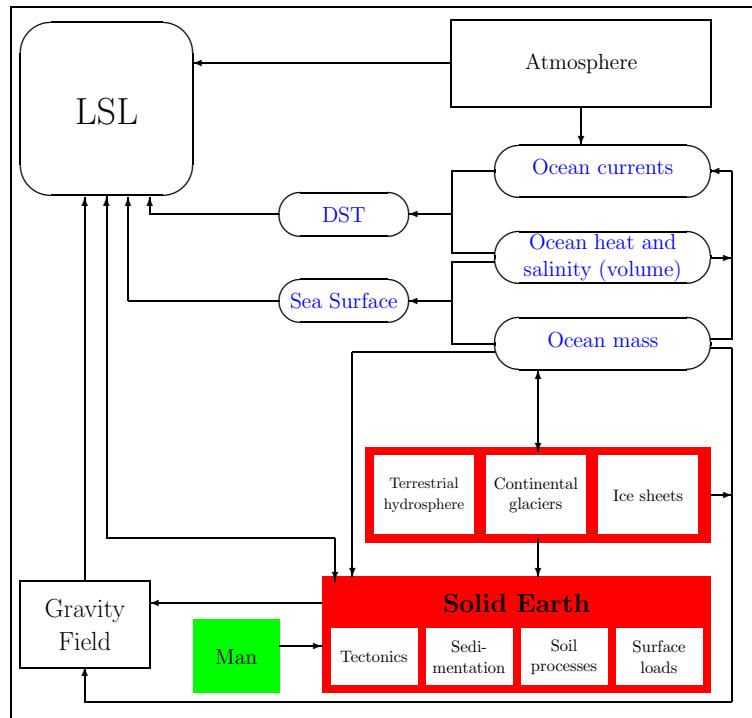 LSL
Atmosphere
Ocean currents
DST
Ocean heat and
salinity (volume)
Sea Surface
Ocean mass
Terrestrial
hydrosphere
Continental
glaciers
Ice sheets
Gravity
Field
Man
Solid Earth
Tectonics
Sedi-
mentation
Soil
processes
Surface
loads